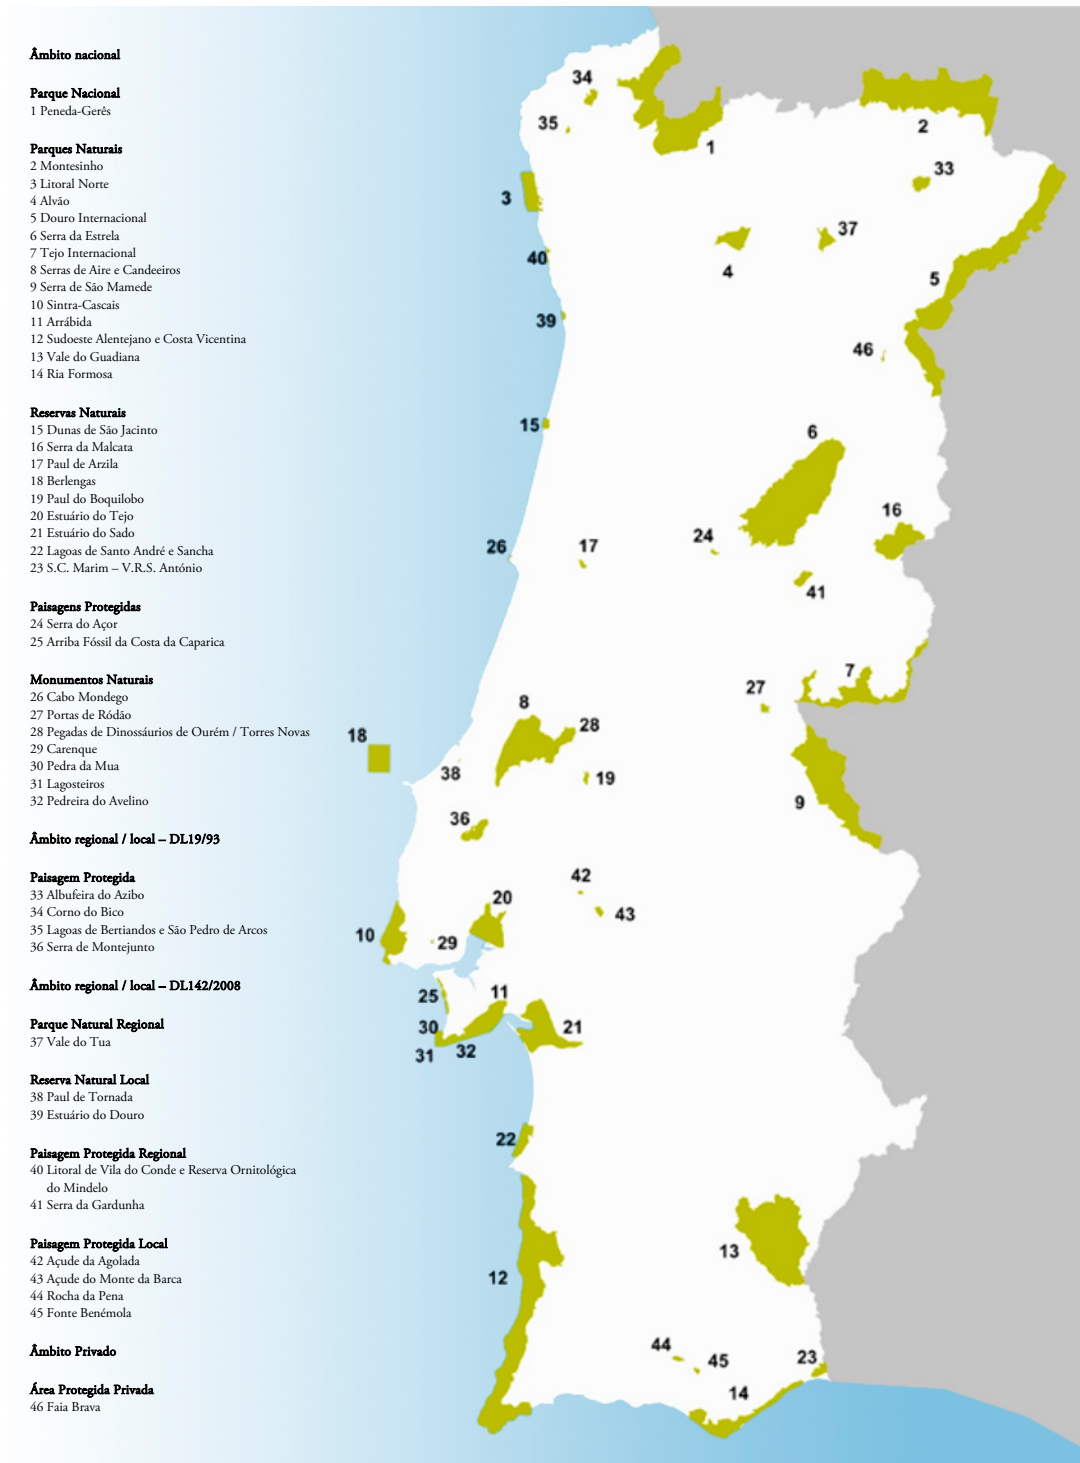 Âmbito nacional
Parque Nacional
1 Peneda-Gerês
Parques Naturais
2 Montesinho
3 Litoral Norte
4 Alvão
5 Douro Internacional
6 Serra da Estrela
7 Tejo Internacional
8 Serras de Aire e Candeeiros
9 Serra de São Mamede
10 Sintra-Cascais
11 Arrábida
12 Sudoeste Alentejano e Costa Vicentina
13 Vale do Guadiana
14 Ria Formosa
Reservas Naturais
15 Dunas de São Jacinto
16 Serra da Malcata
17 Paul de Arzila
18 Berlengas
19 Paul do Boquilobo
20 Estuário do Tejo
21 Estuário do Sado
22 Lagoas de Santo André e Sancha
23 S.C. Marim – V.R.S. António
Paisagens Protegidas
24 Serra do Açor
25 Arriba Fóssil da Costa da Caparica
Monumentos Naturais
26 Cabo Mondego
27 Portas de Ródão
28 Pegadas de Dinossáurios de Ourém / Torres Novas
29 Carenque
30 Pedra da Mua
31 Lagosteiros
32 Pedreira do Avelino
Âmbito regional / local – DL19/93
Paisagem Protegida
33 Albufeira do Azibo
34 Corno do Bico
35 Lagoas de Bertiandos e São Pedro de Arcos
36 Serra de Montejunto
Âmbito regional / local – DL142/2008
Parque Natural Regional
37 Vale do Tua
Reserva Natural Local
38 Paul de Tornada
39 Estuário do Douro
Paisagem Protegida Regional
40 Litoral de Vila do Conde e Reserva Ornitológica
do Mindelo
41 Serra da Gardunha
Paisagem Protegida Local
42 Açude da Agolada
43 Açude do Monte da Barca
44 Rocha da Pena
45 Fonte Benémola
Âmbito Privado
Área Protegida Privada
46 Faia Brava
34
35
1
2
33
3
37
4
40
5
39
46
15
6
16
26
17
24
41
7
27
8
28
18
38
19
9
36
42
20
43
10
29
25
11
30
21
31
32
22
13
12
44
45
23
14